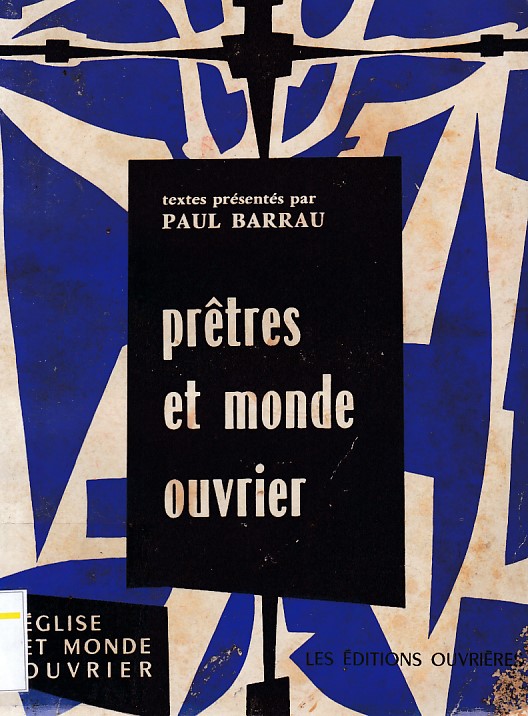 textes présentés par
PAUL BARRAU
prêtres
et monde
ouvrier
ÉGLISE
ET MONDE
OUVRIER
LES ÉDITIONS OUVRIÈRES